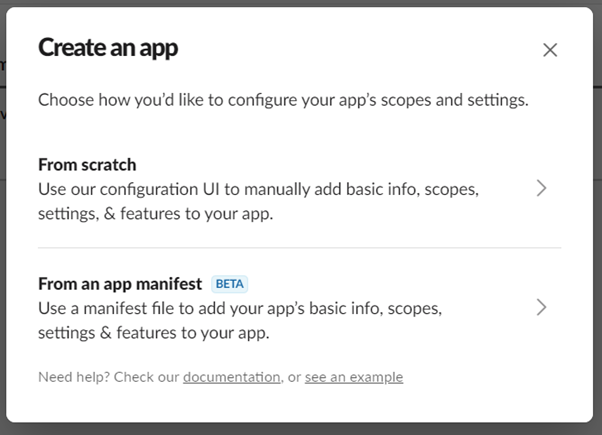 Create an app
Choose how you’d like to configure your app’s scopes and settings.
From scratch
Use our configuration UI to manually add basic info, scopes,
settings, & features to your app.
From an app manifest BETA
Use a manifest file to add your app’s basic info, scopes,
settings & features to your app.
Need help? Check our documentation, or see an example